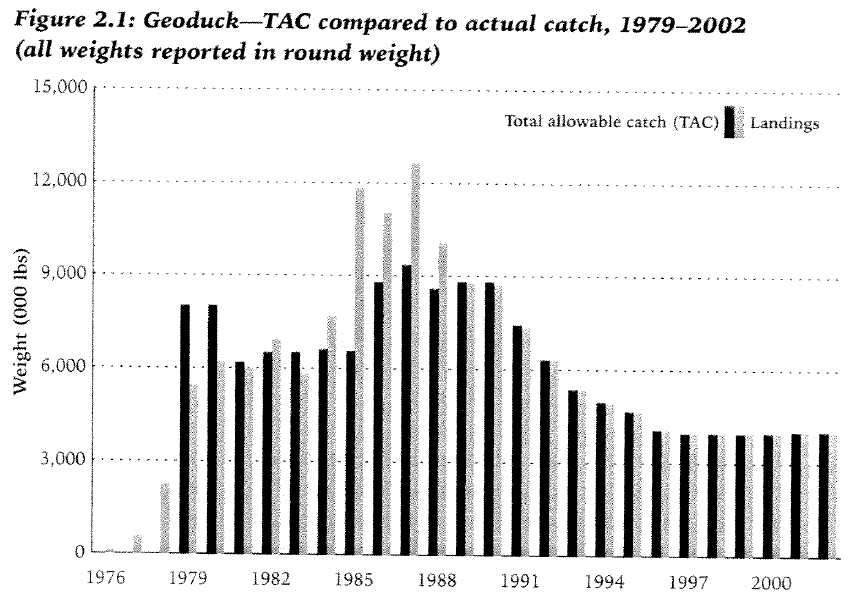 Figure 2.1: Geoduck—TAC compared to actual catch, 1979–2002
(all weights reported in round weight)
15,000
Total allowable catch (TAC) Landings
12,000
9,000
6,000
3,000
0
Weight (000 lbs)
1976 1979 1982 1985 1988 1991 1994 1997 2000